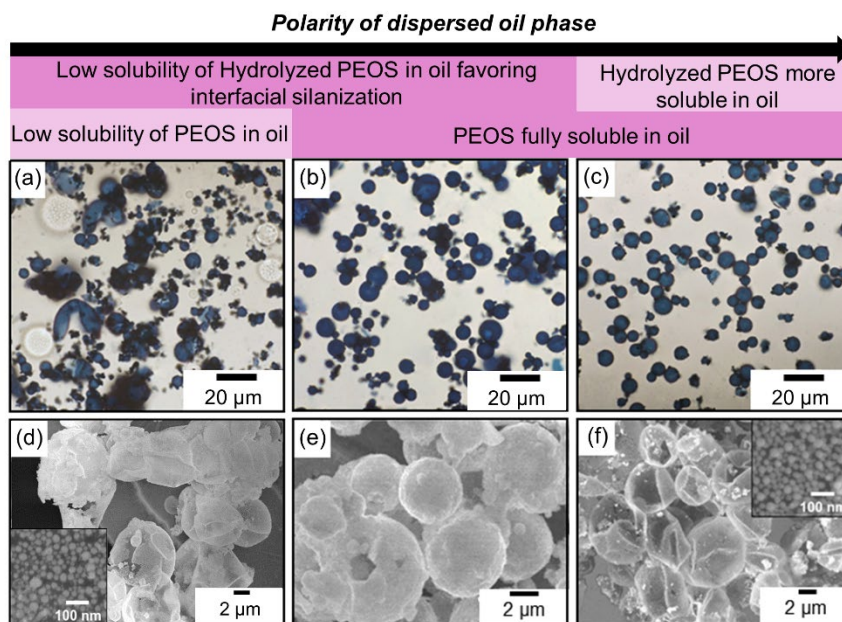 Polarity of dispersed oil phase
Low solubility of Hydrolyzed PEOS in oil favoring
interfacial silanization
Hydrolyzed PEOS more
soluble in oil
Low solubility of PEOS in oil
PEOS fully soluble in oil
(a)
20 µm
(b)
20 µm
(c)
20 µm
(d)
100 nm
2 µm
(e)
2 µm
(f)
100 nm
2 µm